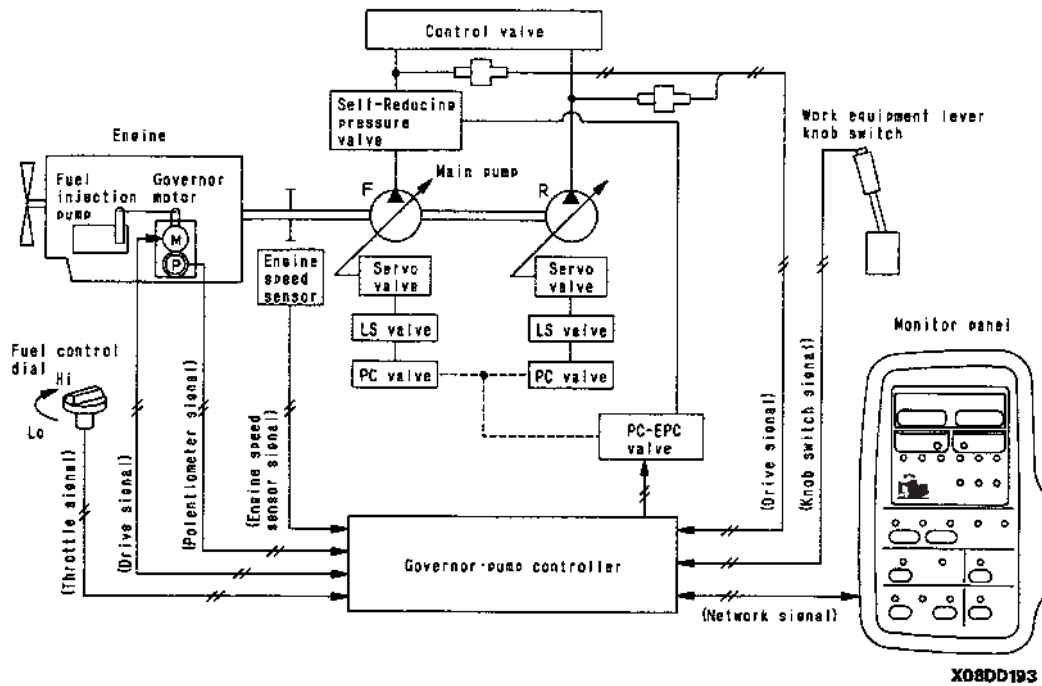 Control valve
Self-Reducing
pressure
valve
Work equipment lever
knob switch
Engine
Fuel
injection
pump
Governor
motor
M
P
F
Main pump
R
Engine
speed
sensor
Servo
valve
Servo
valve
LS valve
LS valve
PC valve
PC valve
Monitor panel
Fuel control
dial
Hi
Lo
PC-EPC
valve
(Throttle signal)
(Drive signal)
(Potentiometer signal)
(Engine speed
sensor signal)
(Drive signal)
(Knob switch signal)
Governor-pump controller
(Network signal)
X08DD193